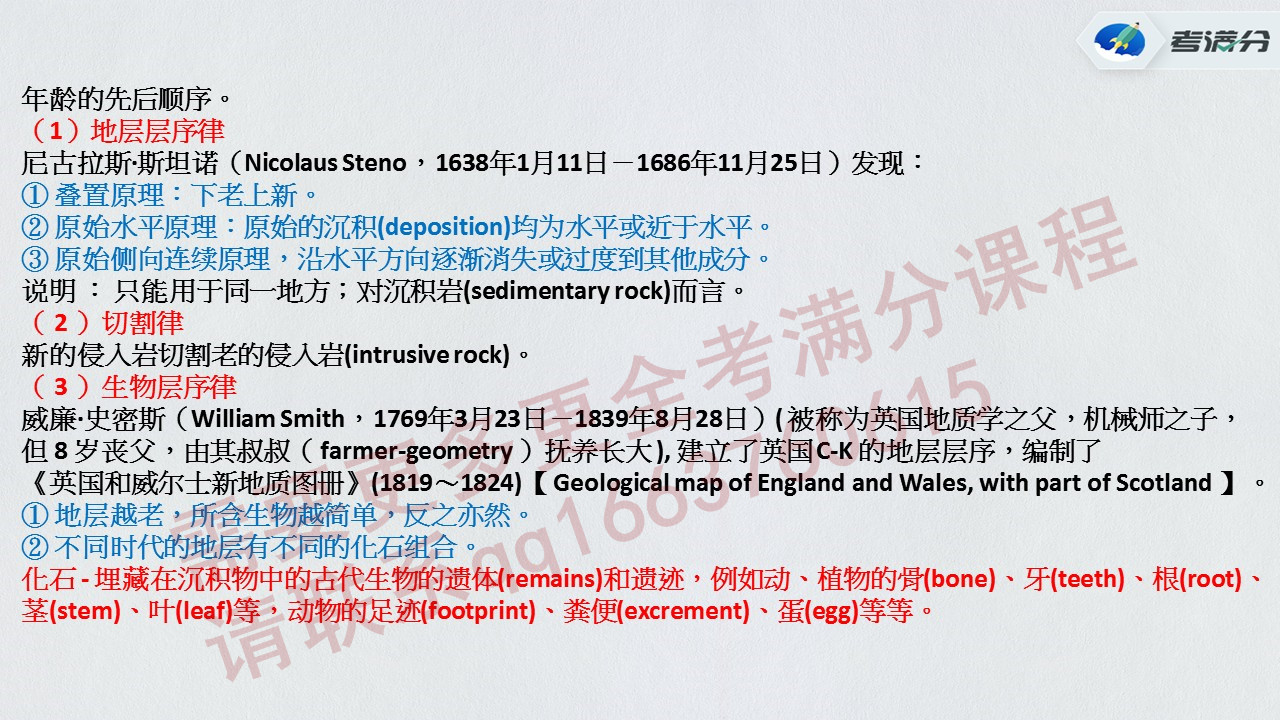 考满分
年龄的先后顺序。
（1）地层层序律
尼古拉斯·斯坦诺（Nicolaus Steno，1638年1月11日－1686年11月25日）发现：
① 叠置原理：下老上新。
② 原始水平原理：原始的沉积(deposition)均为水平或近于水平。
③ 原始侧向连续原理，沿水平方向逐渐消失或过度到其他成分。
说明 ： 只能用于同一地方；对沉积岩(sedimentary rock)而言。
（ 2 ）切割律
新的侵入岩切割老的侵入岩(intrusive rock)。
（ 3 ）生物层序律
威廉·史密斯（William Smith，1769年3月23日－1839年8月28日）( 被称为英国地质学之父，机械师之子，
但 8 岁丧父，由其叔叔（ farmer-geometry ）抚养长大 ), 建立了英国 C-K 的地层层序，编制了
《英国和威尔士新地质图册》(1819～1824)【 Geological map of England and Wales, with part of Scotland 】。
① 地层越老，所含生物越简单，反之亦然。
② 不同时代的地层有不同的化石组合。
化石 - 埋藏在沉积物中的古代生物的遗体(remains)和遗迹，例如动、植物的骨(bone)、牙(teeth)、根(root)、
茎(stem)、叶(leaf)等，动物的足迹(footprint)、粪便(excrement)、蛋(egg)等等。
需要更多更全考满分课程
请联系qq1663760615